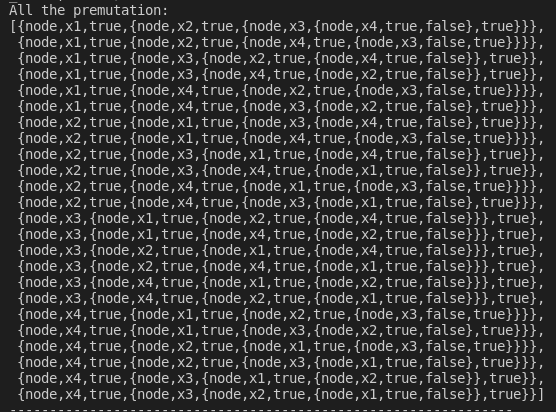 All the premutation:
[{node,x1,true,{node,x2,true,{node,x3,{node,x4,true,false},true}}},
{node,x1,true,{node,x2,true,{node,x4,true,{node,x3,false,true}}}},
{node,x1,true,{node,x3,{node,x2,true,{node,x4,true,false}},true}},
{node,x1,true,{node,x3,{node,x4,true,{node,x2,true,false}},true}},
{node,x1,true,{node,x4,true,{node,x2,true,{node,x3,false,true}}}},
{node,x1,true,{node,x4,true,{node,x3,{node,x2,true,false},true}}},
{node,x2,true,{node,x1,true,{node,x3,{node,x4,true,false},true}}},
{node,x2,true,{node,x1,true,{node,x4,true,{node,x3,false,true}}}},
{node,x2,true,{node,x3,{node,x1,true,{node,x4,true,false}},true}},
{node,x2,true,{node,x3,{node,x4,true,{node,x1,true,false}},true}},
{node,x2,true,{node,x4,true,{node,x1,true,{node,x3,false,true}}}},
{node,x2,true,{node,x4,true,{node,x3,{node,x1,true,false},true}}},
{node,x3,{node,x1,true,{node,x2,true,{node,x4,true,false}}},true},
{node,x3,{node,x1,true,{node,x4,true,{node,x2,true,false}}},true},
{node,x3,{node,x2,true,{node,x1,true,{node,x4,true,false}}},true},
{node,x3,{node,x2,true,{node,x4,true,{node,x1,true,false}}},true},
{node,x3,{node,x4,true,{node,x1,true,{node,x2,true,false}}},true},
{node,x3,{node,x4,true,{node,x2,true,{node,x1,true,false}}},true},
{node,x4,true,{node,x1,true,{node,x2,true,{node,x3,false,true}}}},
{node,x4,true,{node,x1,true,{node,x3,{node,x2,true,false},true}}},
{node,x4,true,{node,x2,true,{node,x1,true,{node,x3,false,true}}}},
{node,x4,true,{node,x2,true,{node,x3,{node,x1,true,false},true}}},
{node,x4,true,{node,x3,{node,x1,true,{node,x2,true,false}},true}},
{node,x4,true,{node,x3,{node,x2,true,{node,x1,true,false}},true}}]